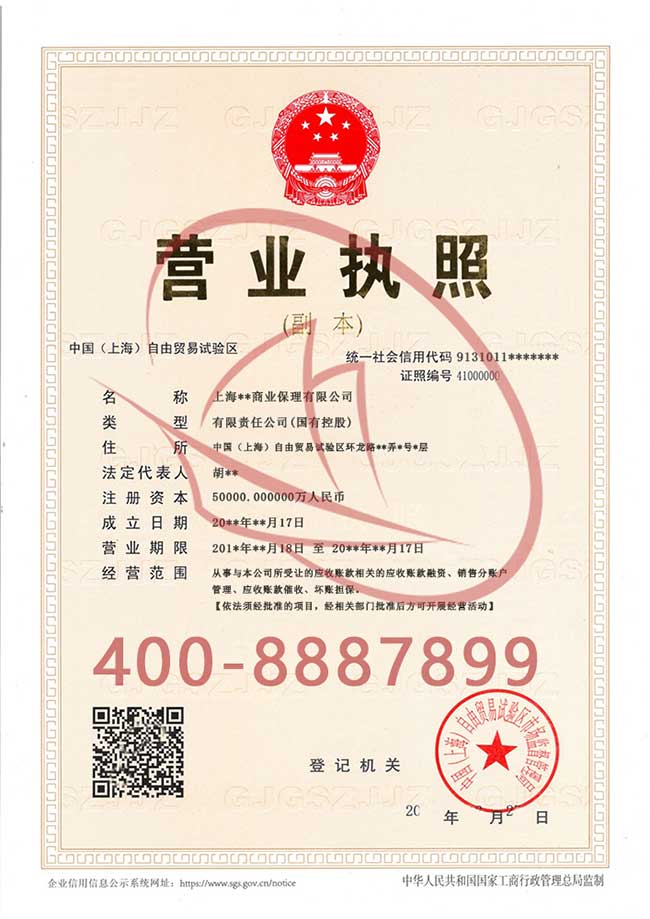 营业执照
(副 本)
中国（上海）自由贸易试验区
统一社会信用代码 9131011*******
证照编号 41000000
名 称 上海**商业保理有限公司
类 型 有限责任公司(国有控股)
住 所 中国（上海）自由贸易试验区环龙路**弄*号*层
法定代表人 胡**
注册资本 50000.000000万人民币
成立日期 20**年**月17日
营业期限 201*年**月18日 至 20**年**月17日
经营范围 从事与本公司所受让的应收账款相关的应收账款融资、销售分账户
管理、应收账款催收、坏账担保。
【依法须经批准的项目，经相关部门批准后方可开展经营活动】
400-8887899
中国（上海）自由贸易试验区市场监督管理局
登记机关
年 月 日
企业信用信息公示系统网址：https://www.sgs.gov.cn/notice
中华人民共和国国家工商行政管理总局监制